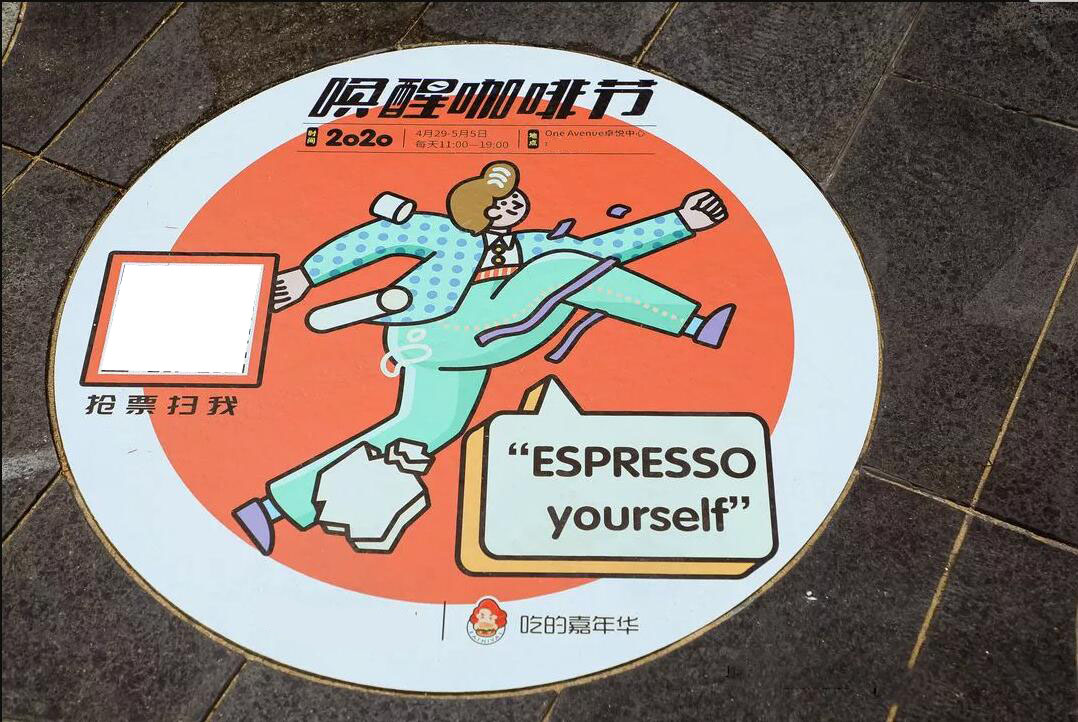 唤醒咖啡节
时间 2020 4月29-5月5日 每天11:00—19:00
地点: One Avenue卓悦中心
抢票扫我
“ESPRESSO
yourself”
吃的嘉年华